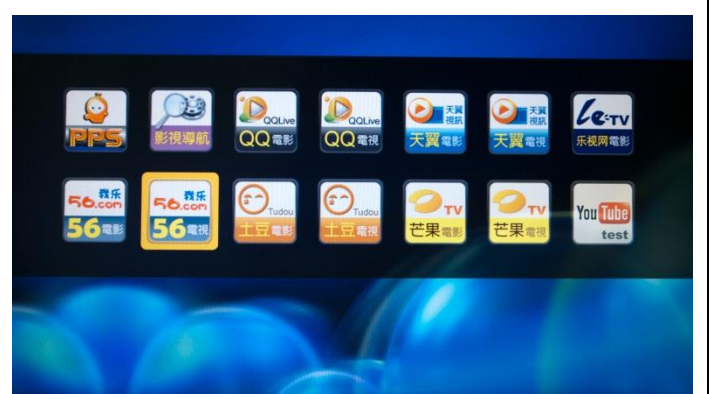 PPS
影視導航
QQLive
QQ電影
QQLive
QQ電視
天翼
視訊
天翼電影
天翼
視訊
天翼電視
Le·TV
乐视网電影
我乐
56.com
56電影
我乐
56.com
56電視
Tudou
土豆電影
Tudou
土豆電視
TV
芒果電影
TV
芒果電視
YouTube
test